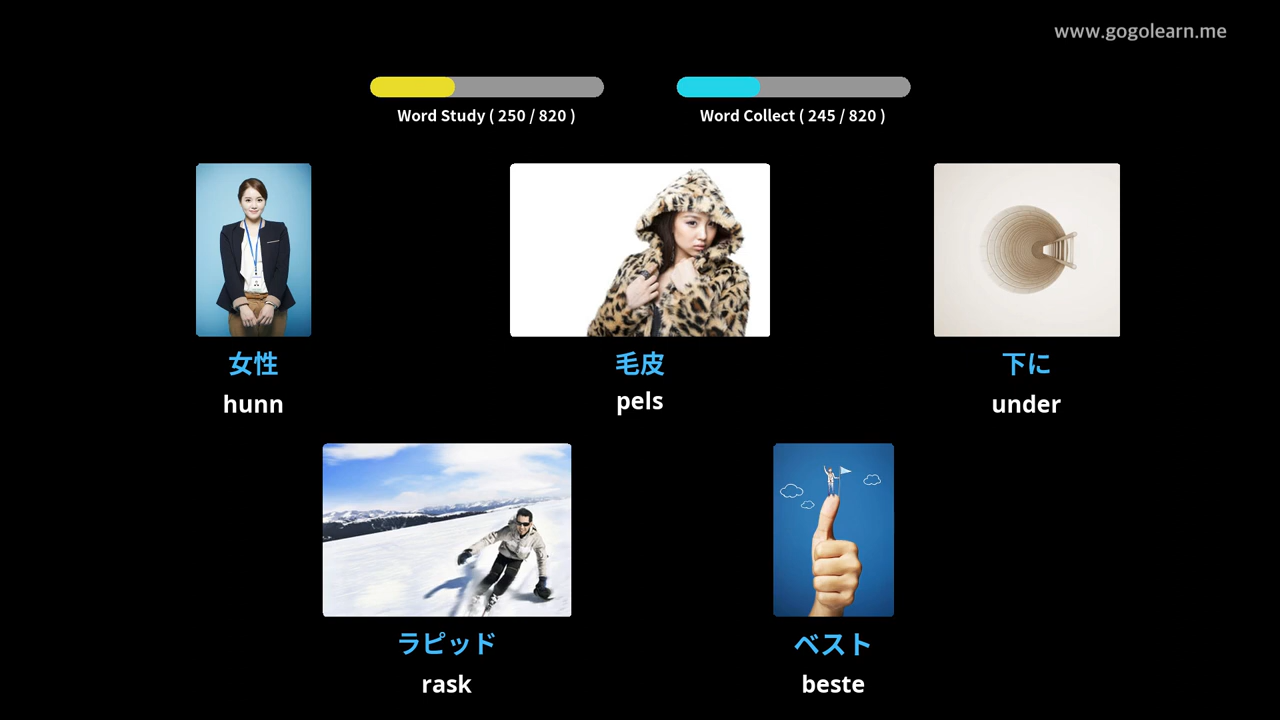 www.gogolearn.me
Word Study ( 250 / 820 )
Word Collect ( 245 / 820 )
女性
hunn
毛皮
pels
下に
under
ラピッド
rask
ベスト
beste